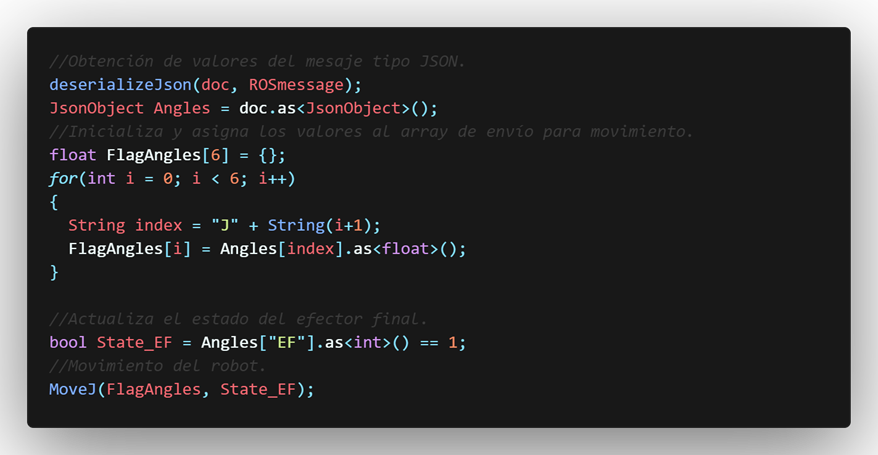 //Obtención de valores del mesaje tipo JSON.
deserializeJson(doc, ROSmessage);
JsonObject Angles = doc.as<JsonObject>();
//Inicializa y asigna los valores al array de envío para movimiento.
float FlagAngles[6] = {};
for(int i = 0; i < 6; i++)
{
  String index = "J" + String(i+1);
  FlagAngles[i] = Angles[index].as<float>();
}

//Actualiza el estado del efector final.
bool State_EF = Angles["EF"].as<int>() == 1;
//Movimiento del robot.
MoveJ(FlagAngles, State_EF);